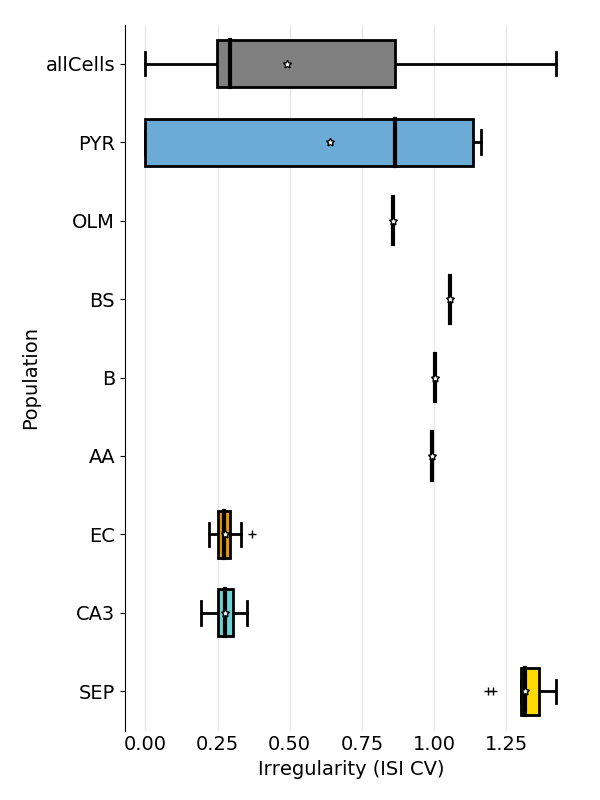 allCells
PYR
OLM
BS
B
AA
EC
CA3
SEP
Population
0.00 0.25 0.50 0.75 1.00 1.25
Irregularity (ISI CV)